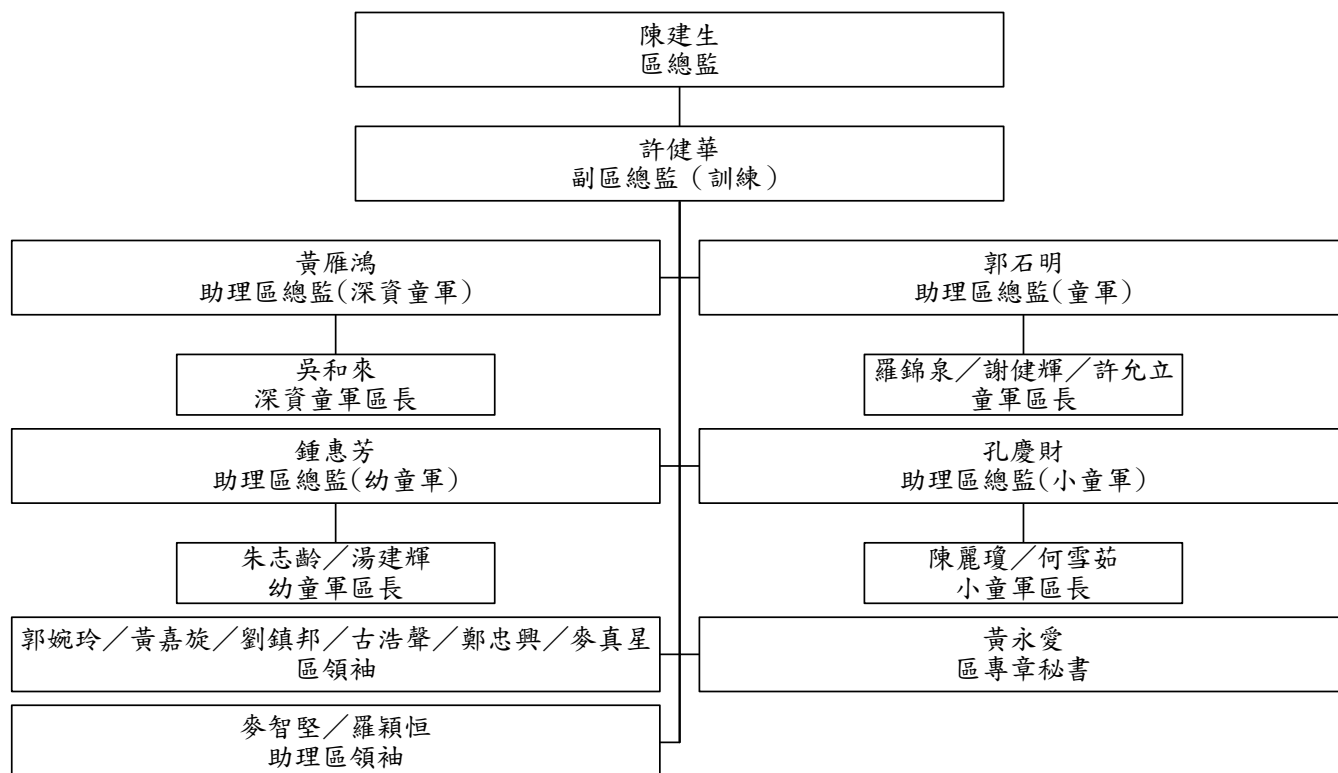 陳建生
區總監
許健華
副區總監（訓練）
黃雁鴻
助理區總監(深資童軍)
郭石明
助理區總監(童軍)
吳和來
深資童軍區長
羅錦泉／謝健輝／許允立
童軍區長
鍾惠芳
助理區總監(幼童軍)
孔慶財
助理區總監(小童軍)
朱志齡／湯建輝
幼童軍區長
陳麗瓊／何雪茹
小童軍區長
郭婉玲／黃嘉旋／劉鎮邦／古浩聲／鄭忠興／麥真星
區領袖
黃永愛
區專章秘書
麥智堅／羅穎恒
助理區領袖